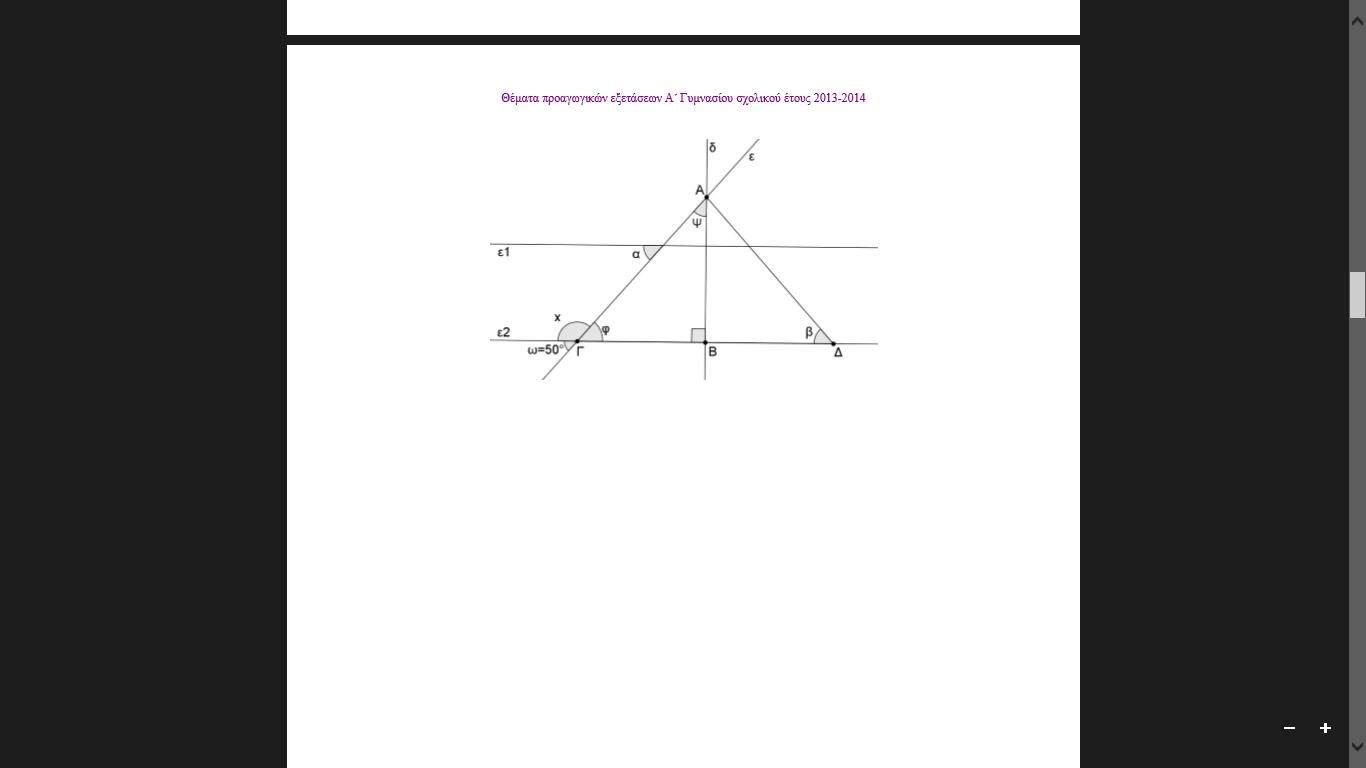 Θέματα προαγωγικών εξετάσεων Α΄ Γυμνασίου σχολικού έτους 2013-2014
δ
ε
Α
ψ
ε1
α
x
φ
ε2
β
ω=50°
Γ
Β
Δ